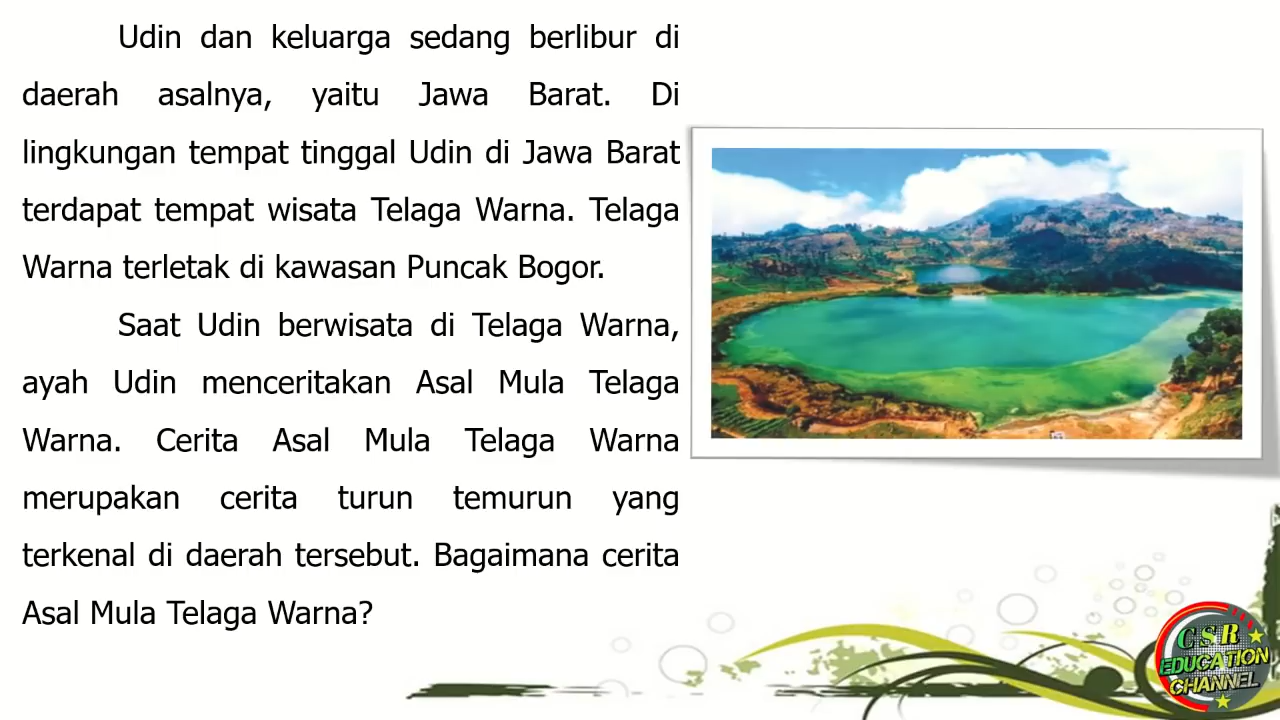 Udin dan keluarga sedang berlibur di
daerah asalnya, yaitu Jawa Barat. Di
lingkungan tempat tinggal Udin di Jawa Barat
terdapat tempat wisata Telaga Warna. Telaga
Warna terletak di kawasan Puncak Bogor.
Saat Udin berwisata di Telaga Warna,
ayah Udin menceritakan Asal Mula Telaga
Warna. Cerita Asal Mula Telaga Warna
merupakan cerita turun temurun yang
terkenal di daerah tersebut. Bagaimana cerita
Asal Mula Telaga Warna?
CSR
EDUCATION
CHANNEL